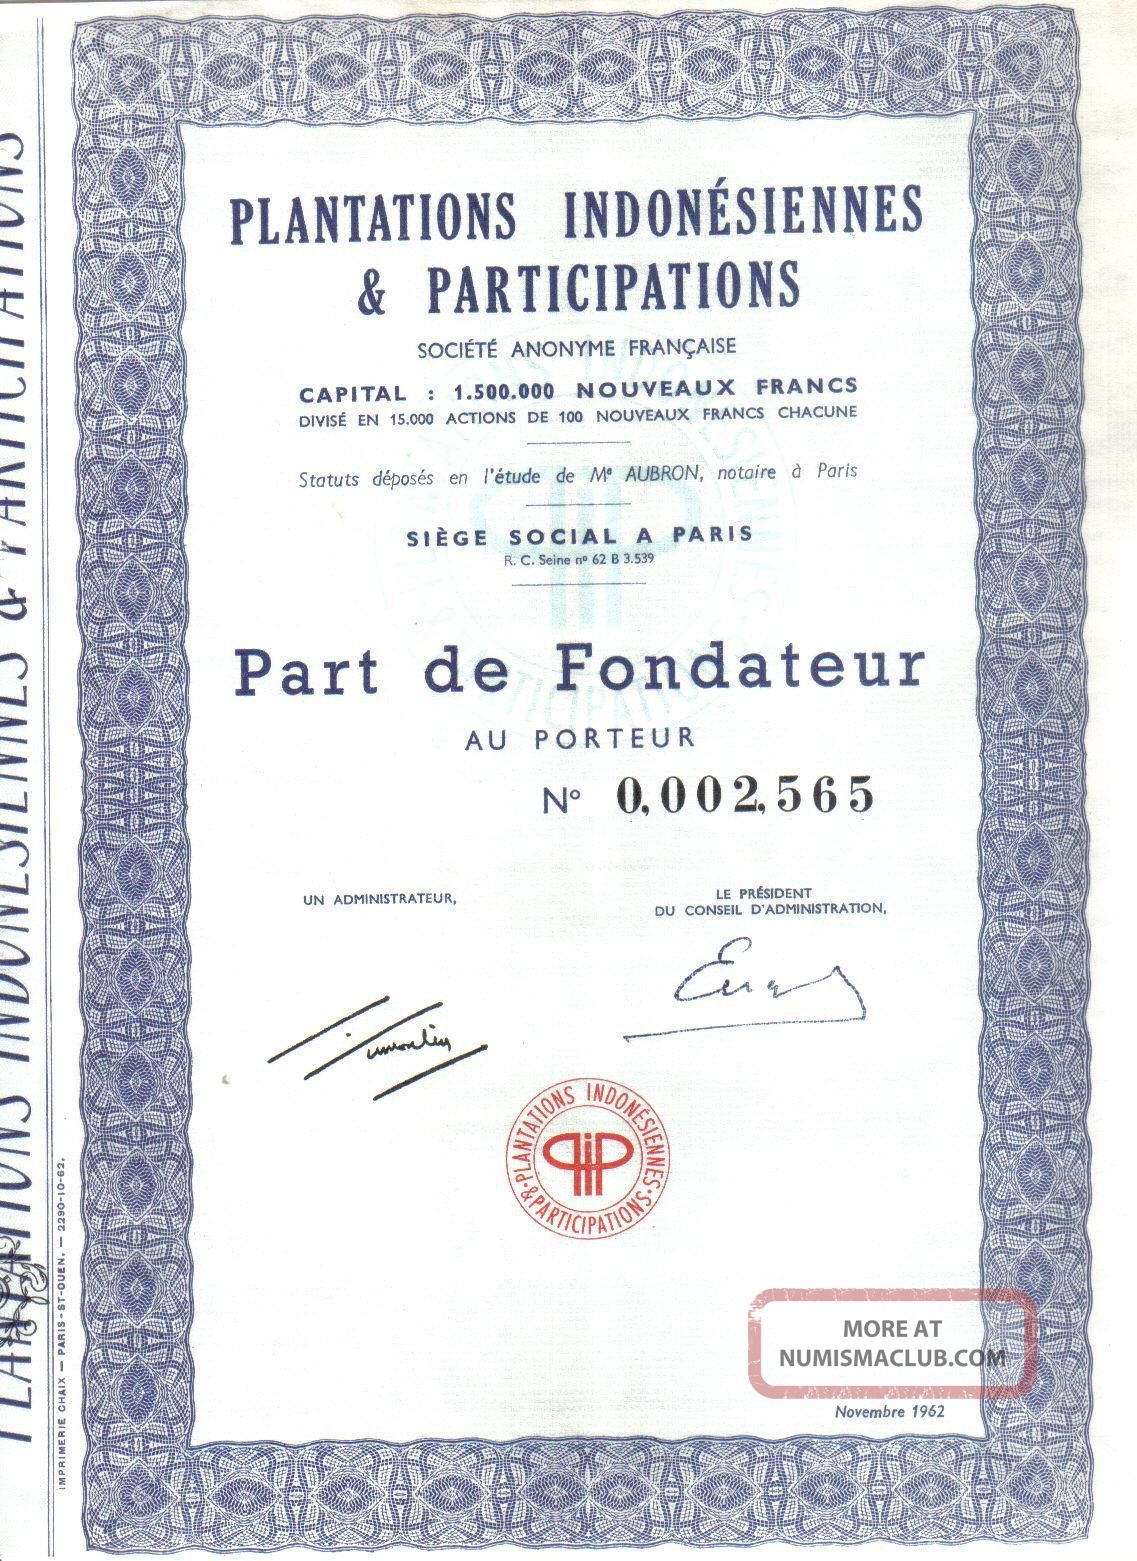 PLANTATIONS INDONÉSIENNES
& PARTICIPATIONS
SOCIÉTÉ ANONYME FRANÇAISE
CAPITAL : 1.500.000 NOUVEAUX FRANCS
DIVISÉ EN 15.000 ACTIONS DE 100 NOUVEAUX FRANCS CHACUNE
Statuts déposés en l'étude de Me AUBRON, notaire à Paris
SIÈGE SOCIAL A PARIS
R. C. Seine nº 62 B 3.539
Part de Fondateur
AU PORTEUR
Nº 0,002,565
UN ADMINISTRATEUR,
LE PRÉSIDENT
DU CONSEIL D'ADMINISTRATION,
PLANTATIONS INDONÉSIENNES
& PARTICIPATIONS
PIP
MORE AT
NUMISMACLUB.COM
Novembre 1962
IMPRIMERIE CHAIX — PARIS-ST-OUEN. — 2290-10-62.
PLANTATIONS INDONÉSIENNES & PARTICIPATIONS